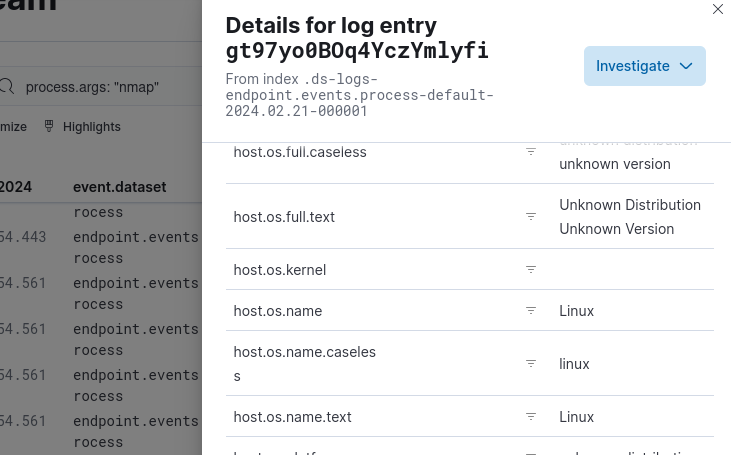 eam
process.args: "nmap"
mize
Highlights
2024
event.dataset
rocess
54.443
endpoint.events
rocess
54.561
endpoint.events
rocess
54.561
endpoint.events
rocess
54.561
endpoint.events
rocess
54.561
endpoint.events
rocess
Details for log entry
gt97yo0BOq4YczYmlyfi
From index .ds-logs-
endpoint.events.process-default-
2024.02.21-000001
Investigate
host.os.full.caseless
unknown distribution
unknown version
host.os.full.text
Unknown Distribution
Unknown Version
host.os.kernel
host.os.name
Linux
host.os.name.caseles
s
linux
host.os.name.text
Linux